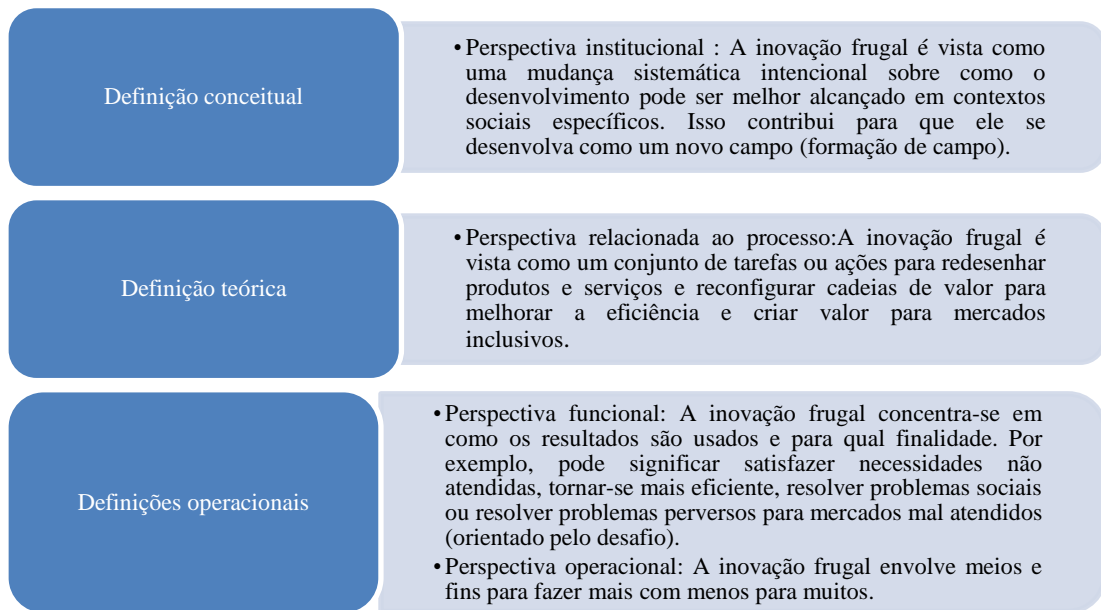 Definição conceitual
• Perspectiva institucional : A inovação frugal é vista como
uma mudança sistemática intencional sobre como o
desenvolvimento pode ser melhor alcançado em contextos
sociais específicos. Isso contribui para que ele se
desenvolva como um novo campo (formação de campo).
Definição teórica
• Perspectiva relacionada ao processo:A inovação frugal é
vista como um conjunto de tarefas ou ações para redesenhar
produtos e serviços e reconfigurar cadeias de valor para
melhorar a eficiência e criar valor para mercados
inclusivos.
Definições operacionais
• Perspectiva funcional: A inovação frugal concentra-se em
como os resultados são usados e para qual finalidade. Por
exemplo, pode significar satisfazer necessidades não
atendidas, tornar-se mais eficiente, resolver problemas sociais
ou resolver problemas perversos para mercados mal atendidos
(orientado pelo desafio).
• Perspectiva operacional: A inovação frugal envolve meios e
fins para fazer mais com menos para muitos.